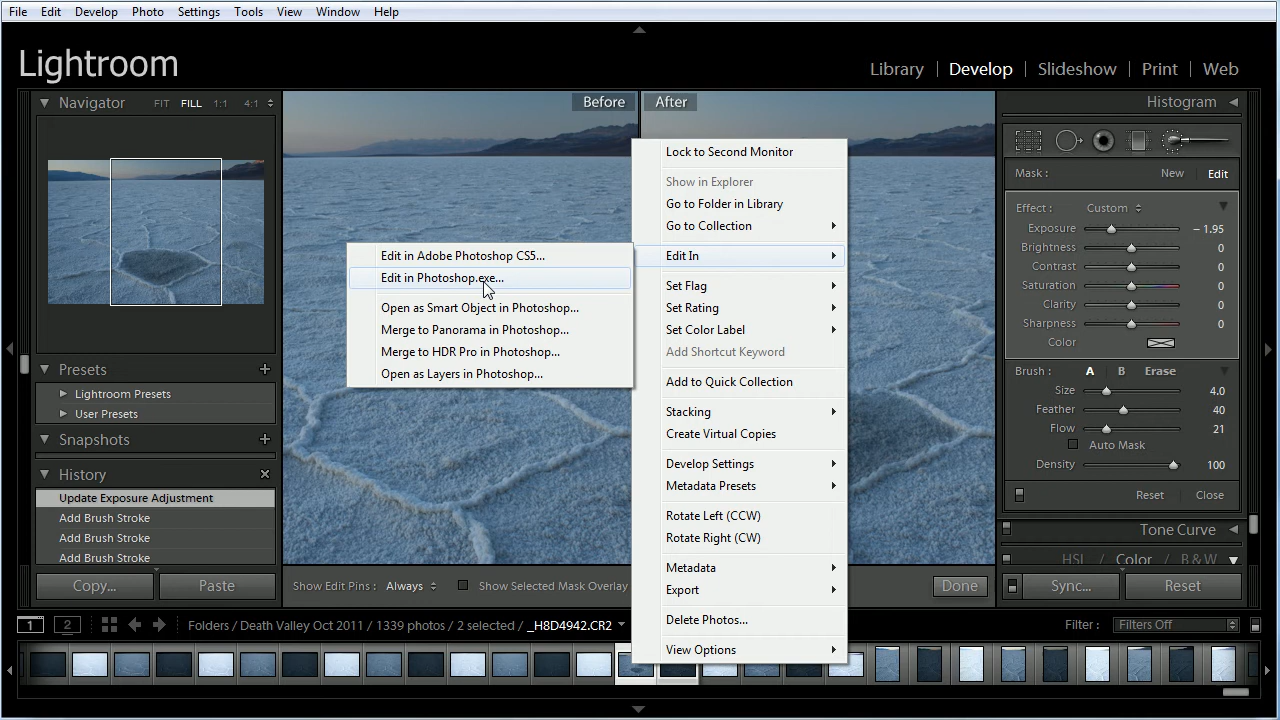 File Edit Develop Photo Settings Tools View Window Help
Lightroom
Library Develop Slideshow Print Web
Navigator FIT FILL 1:1 4:1
Before After
Histogram
Mask : New Edit
Effect : Custom
Exposure – 1.95
Brightness 0
Contrast 0
Saturation 0
Clarity 0
Sharpness 0
Color
Brush : A B Erase
Size 4.0
Feather 40
Flow 21
Auto Mask
Density 100
Reset Close
Tone Curve
HSL / Color / B & W
Sync... Reset
Lock to Second Monitor
Show in Explorer
Go to Folder in Library
Go to Collection
Edit In
Set Flag
Set Rating
Set Color Label
Add Shortcut Keyword
Add to Quick Collection
Stacking
Create Virtual Copies
Develop Settings
Metadata Presets
Rotate Left (CCW)
Rotate Right (CW)
Metadata
Export
Delete Photos...
View Options
Edit in Adobe Photoshop CS5...
Edit in Photoshop.exe...
Open as Smart Object in Photoshop...
Merge to Panorama in Photoshop...
Merge to HDR Pro in Photoshop...
Open as Layers in Photoshop...
Presets
Lightroom Presets
User Presets
Snapshots
History
Update Exposure Adjustment
Add Brush Stroke
Add Brush Stroke
Add Brush Stroke
Copy... Paste
Show Edit Pins : Always Show Selected Mask Overlay
Done
1 2 Folders / Death Valley Oct 2011 / 1339 photos / 2 selected / _H8D4942.CR2
Filter : Filters Off